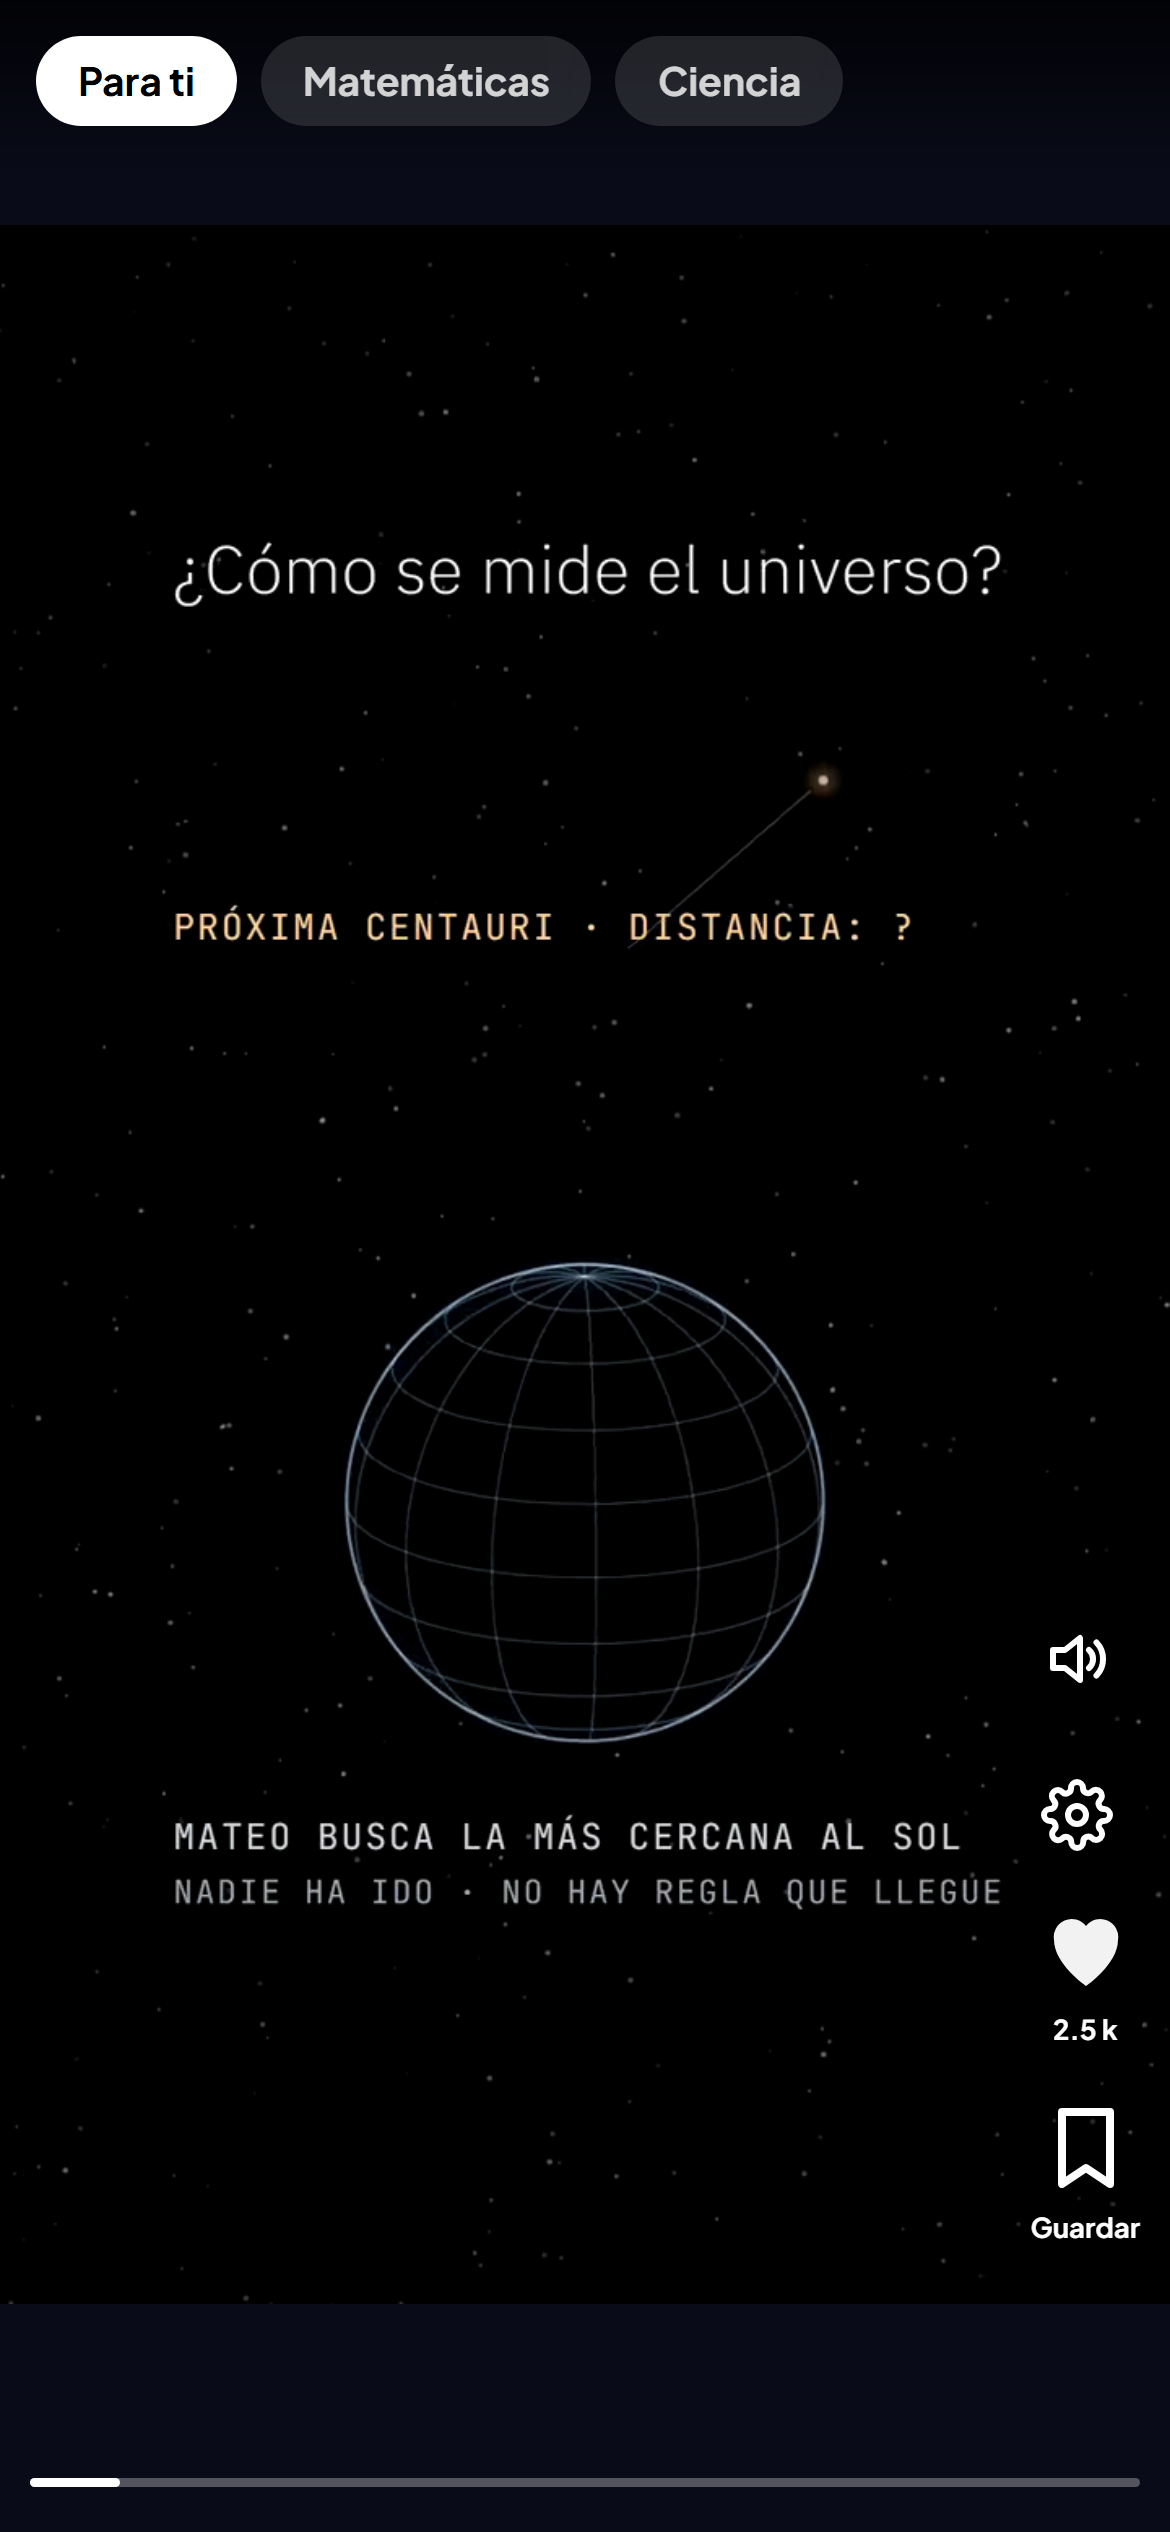 Para ti
Matemáticas
Ciencia
¿Cómo se mide el universo?
PRÓXIMA CENTAURI · DISTANCIA: ?
MATEO BUSCA LA MÁS CERCANA AL SOL
NADIE HA IDO · NO HAY REGLA QUE LLEGUE
2.5 k
Guardar